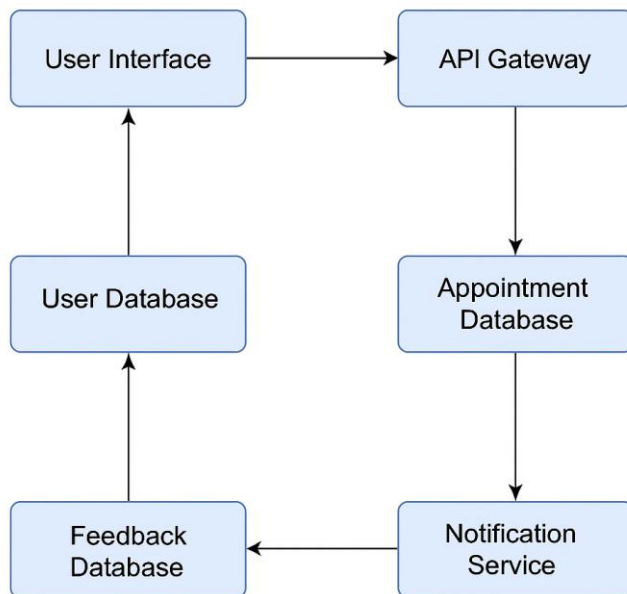 User Interface
API Gateway
User Database
Appointment
Database
Feedback
Database
Notification
Service